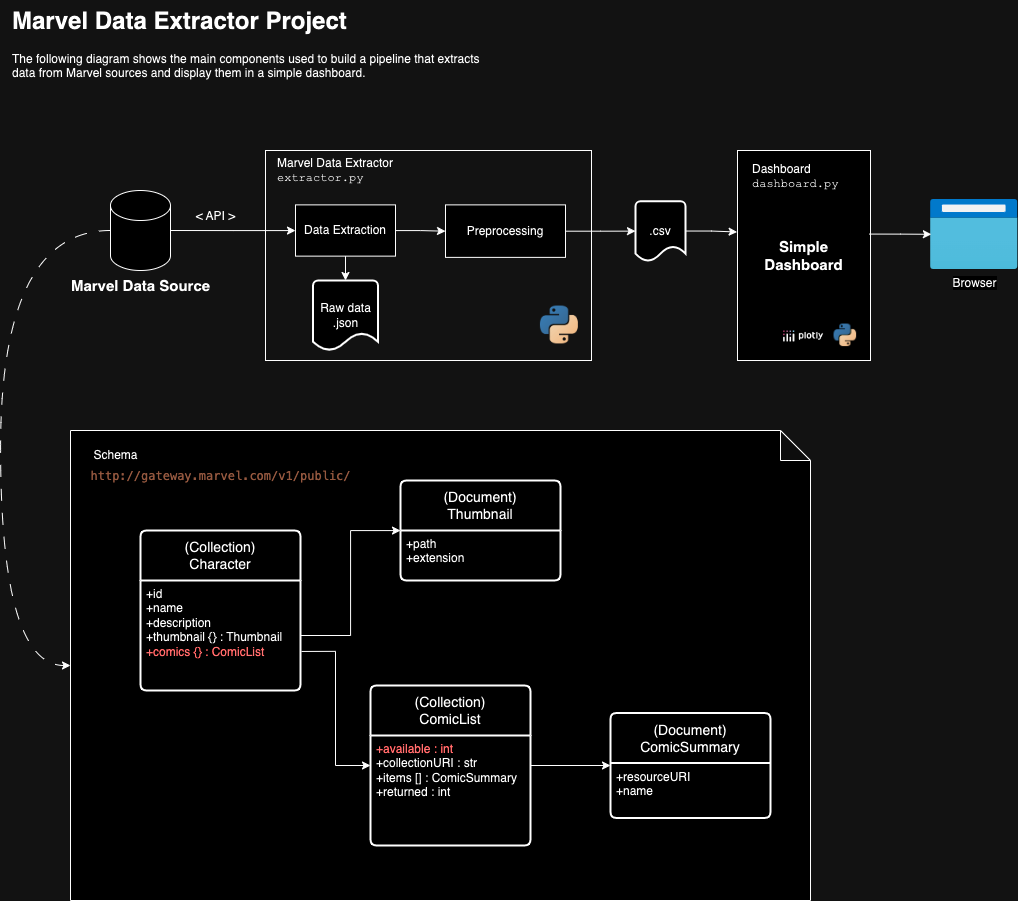 Marvel Data Extractor Project
The following diagram shows the main components used to build a pipeline that extracts
data from Marvel sources and display them in a simple dashboard.
Marvel Data Extractor
extractor.py
Dashboard
dashboard.py
< API >
Data Extraction
Preprocessing
.csv
Simple
Dashboard
Marvel Data Source
Browser
Raw data
.json
plotly
Schema
http://gateway.marvel.com/v1/public/
(Document)
Thumbnail
+path
+extension
(Collection)
Character
+id
+name
+description
+thumbnail {} : Thumbnail
+comics {} : ComicList
(Collection)
ComicList
+available : int
+collectionURI : str
+items [] : ComicSummary
+returned : int
(Document)
ComicSummary
+resourceURI
+name